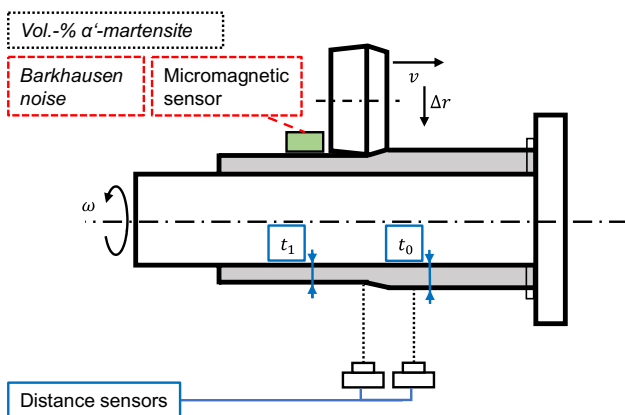 Vol.-% α‘-martensite
Barkhausen
noise
Micromagnetic
sensor
v
Δr
ω
t₁
t₀
Distance sensors